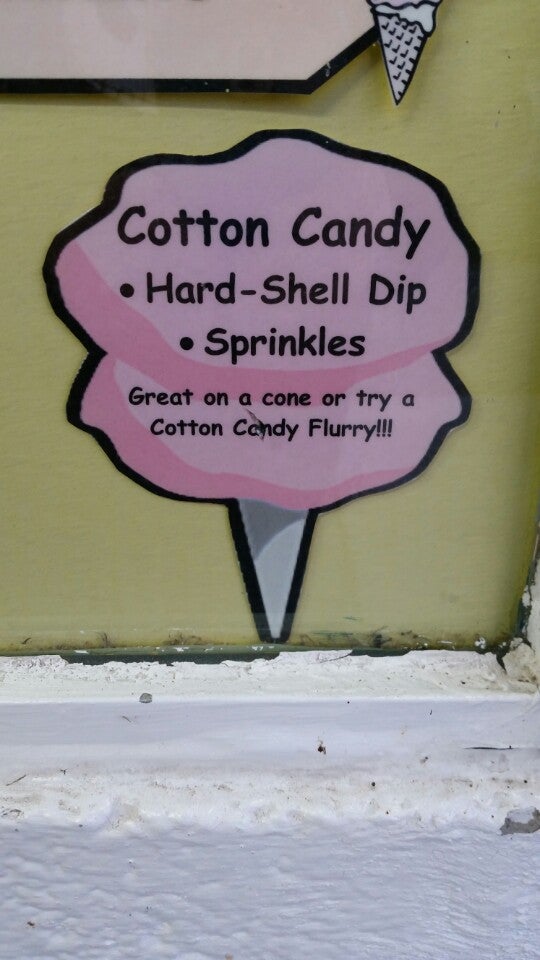 Cotton Candy
• Hard-Shell Dip
• Sprinkles
Great on a cone or try a
Cotton Candy Flurry!!!